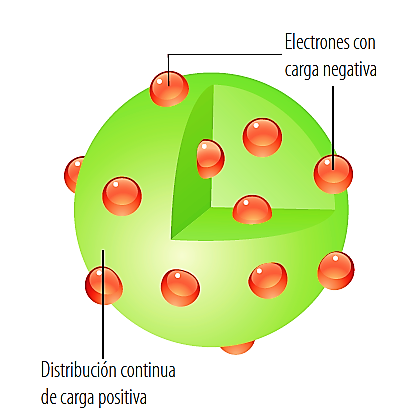 Electrones con
carga negativa
Distribución continua
de carga positiva